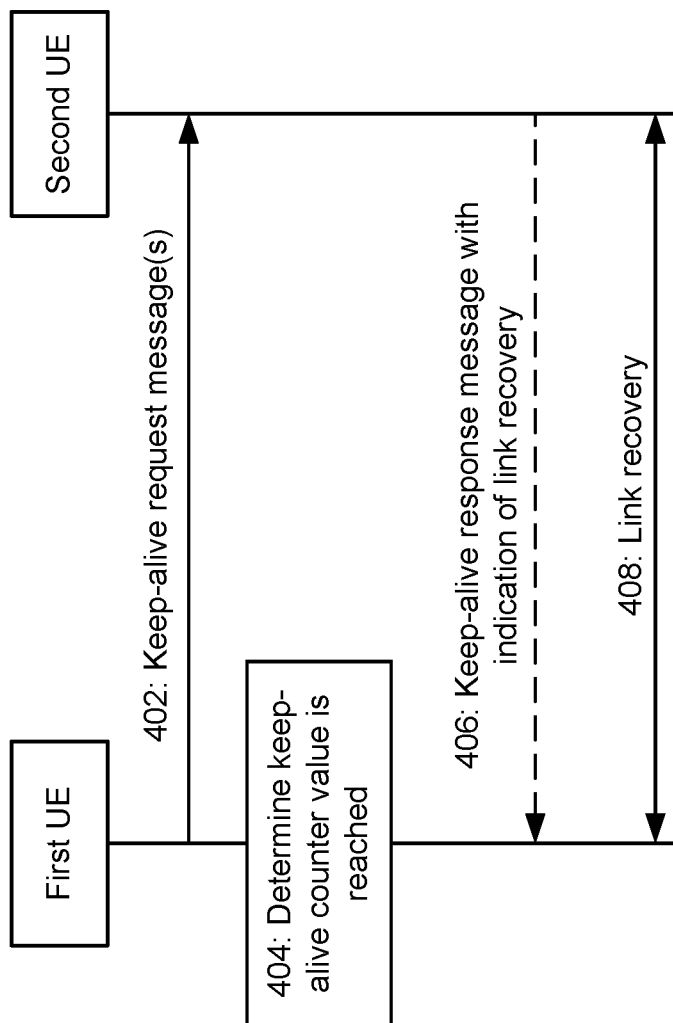 First UE
Second UE
402: Keep-alive request message(s)
404: Determine keep-
alive counter value is
reached
406: Keep-alive response message with
indication of link recovery
408: Link recovery